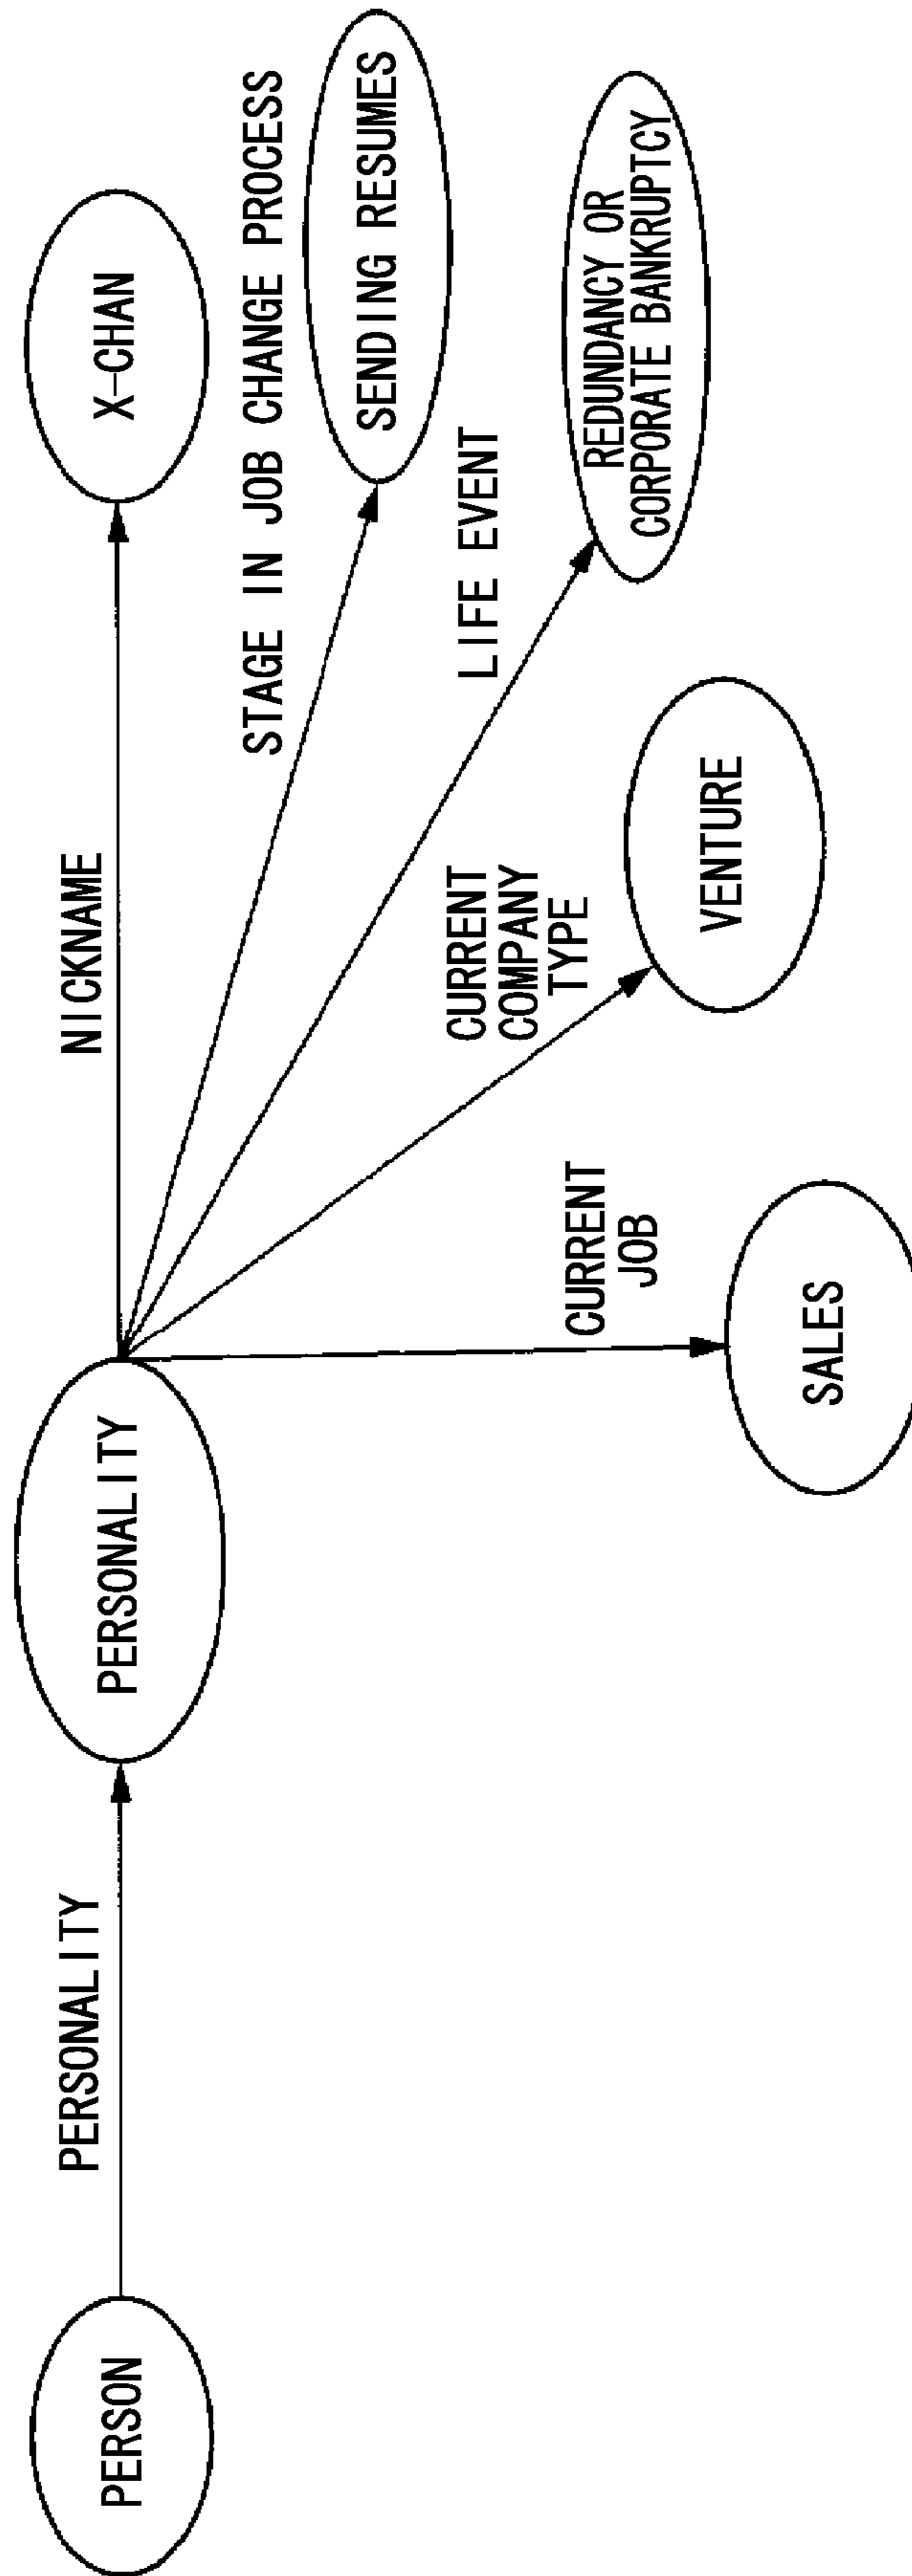 PERSON
PERSONALITY
PERSONALITY
NICKNAME
X-CHAN
STAGE IN JOB CHANGE PROCESS
SENDING RESUMES
LIFE EVENT
REDUNDANCY OR
CORPORATE BANKRUPTCY
CURRENT
COMPANY
TYPE
VENTURE
CURRENT
JOB
SALES